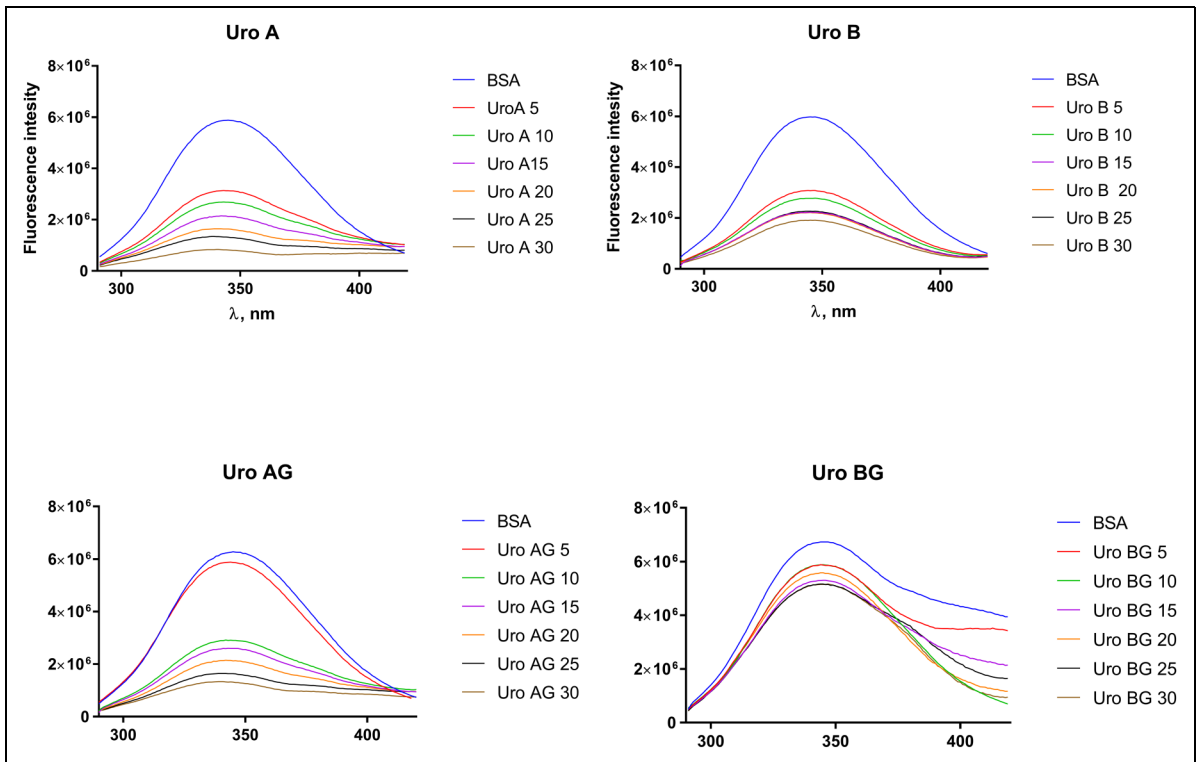 Uro A
Fluorescence intesity
8×10⁶
6×10⁶
4×10⁶
2×10⁶
0
300
350
400
λ, nm
BSA
UroA 5
Uro A 10
Uro A15
Uro A 20
Uro A 25
Uro A 30
Uro B
Fluorescence intesity
8×10⁶
6×10⁶
4×10⁶
2×10⁶
0
300
350
400
λ, nm
BSA
Uro B 5
Uro B 10
Uro B 15
Uro B 20
Uro B 25
Uro B 30
Uro AG
8×10⁶
6×10⁶
4×10⁶
2×10⁶
0
300
350
400
BSA
Uro AG 5
Uro AG 10
Uro AG 15
Uro AG 20
Uro AG 25
Uro AG 30
Uro BG
8×10⁶
6×10⁶
4×10⁶
2×10⁶
0
300
350
400
BSA
Uro BG 5
Uro BG 10
Uro BG 15
Uro BG 20
Uro BG 25
Uro BG 30